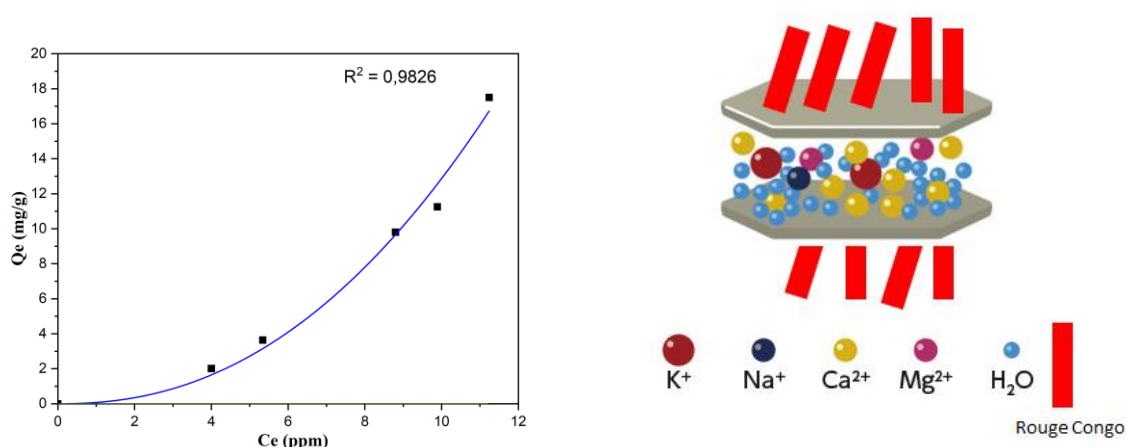 20
18
16
14
12
10
8
6
4
2
0
Qe (mg/g)
R² = 0,9826
0 2 4 6 8 10 12
Ce (ppm)
K⁺ Na⁺ Ca²⁺ Mg²⁺ H₂O
Rouge Congo